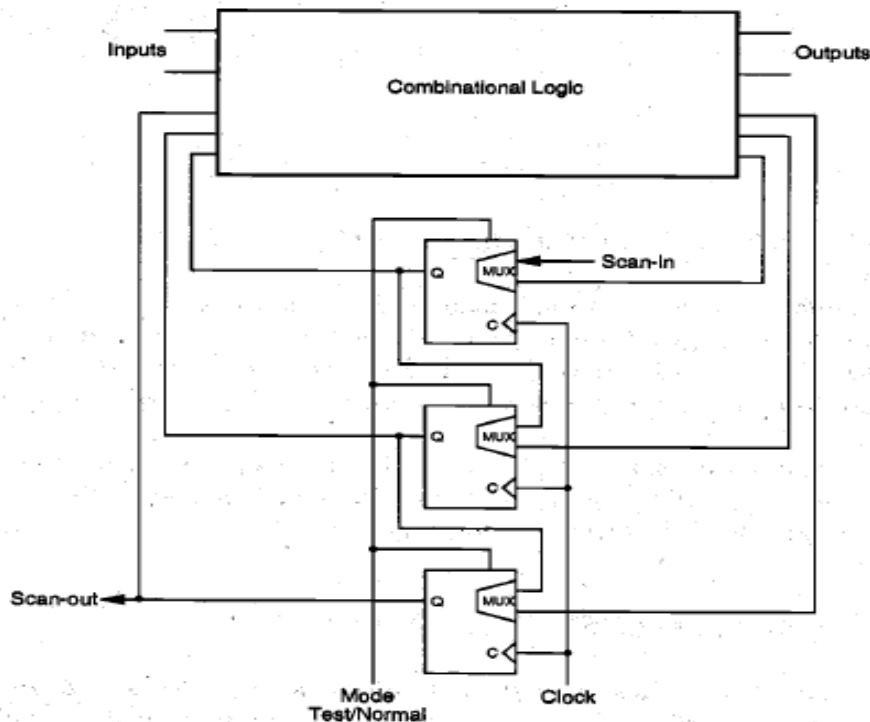 Inputs
Outputs
Combinational Logic
Q
MUX
Scan-In
C
Q
MUX
C
Scan-out
Q
MUX
C
Mode
Test/Normal
Clock